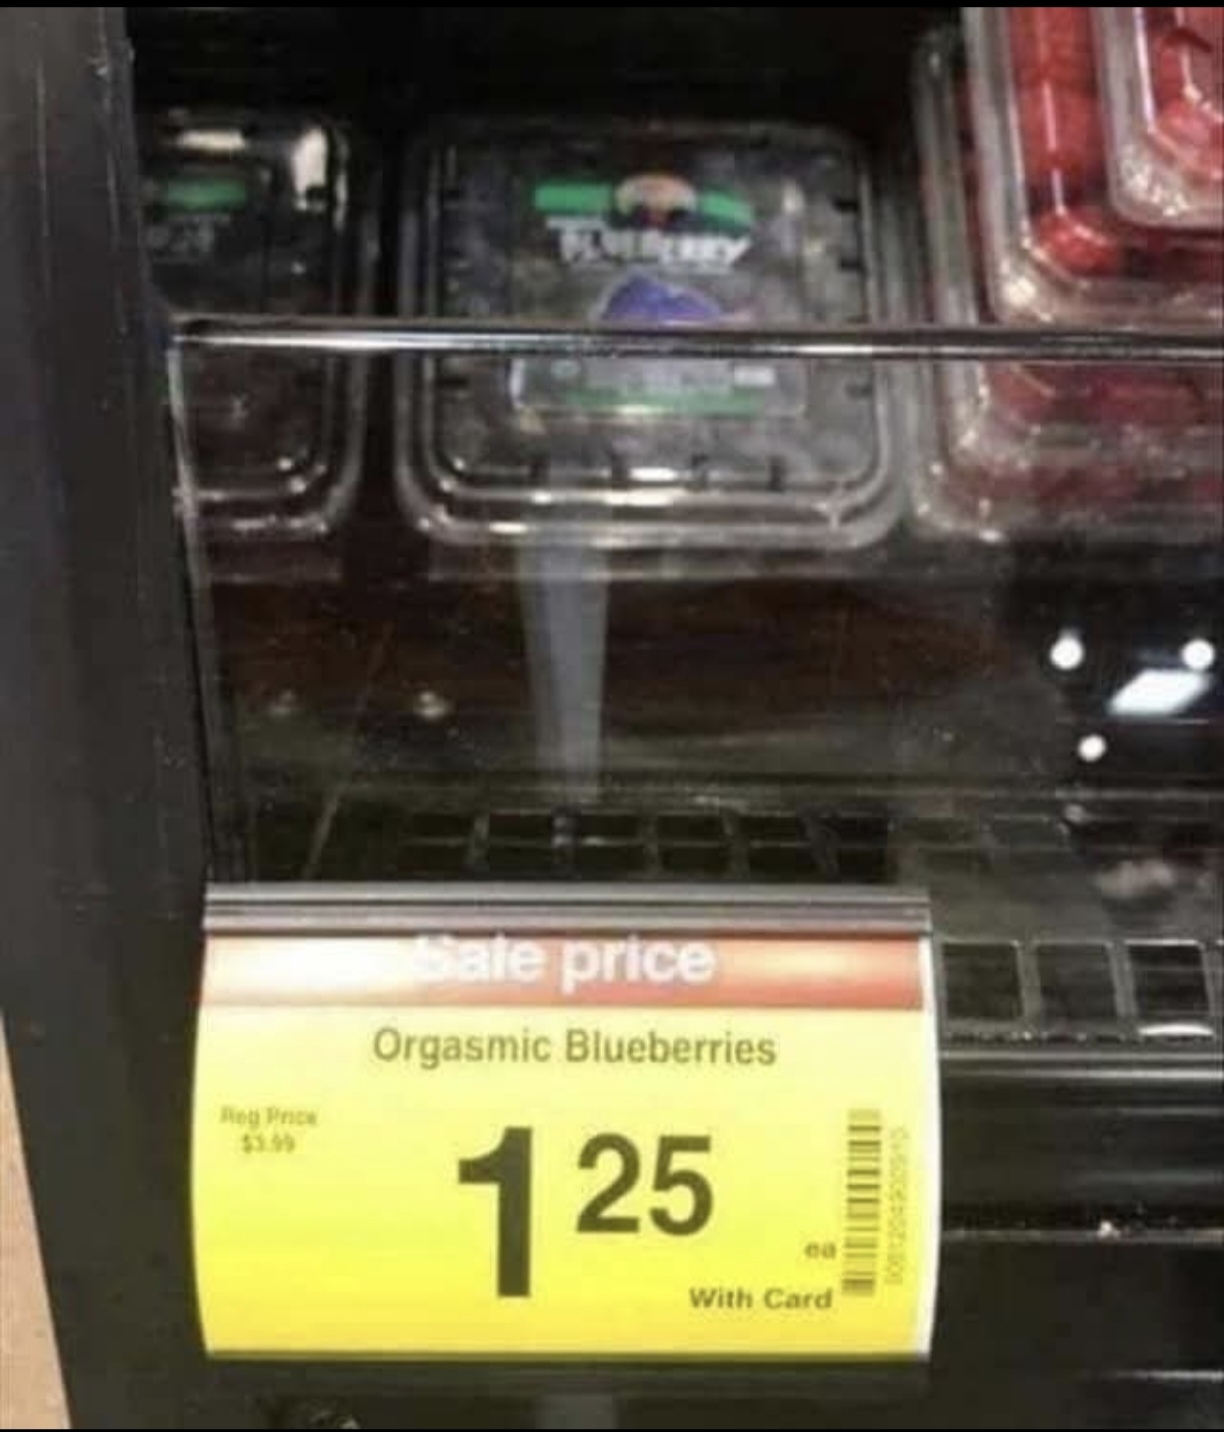 Sale price
Orgasmic Blueberries
Reg Price
$3.99
1 25
ea
With Card